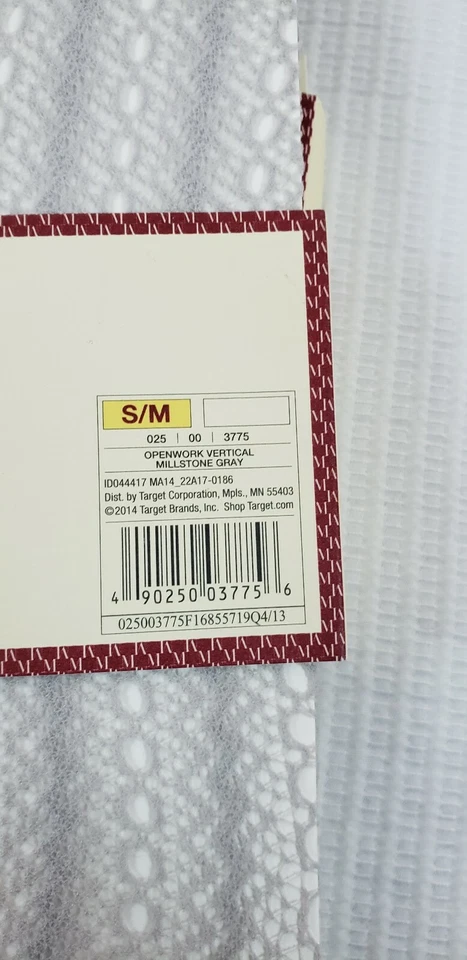 S/M
025 | 00 | 3775
OPENWORK VERTICAL
MILLSTONE GRAY
ID044417 MA14_22A17-0186
Dist. by Target Corporation, Mpls., MN 55403
©2014 Target Brands, Inc. Shop Target.com
4 90250 03775 6
025003775F16855719Q4/13